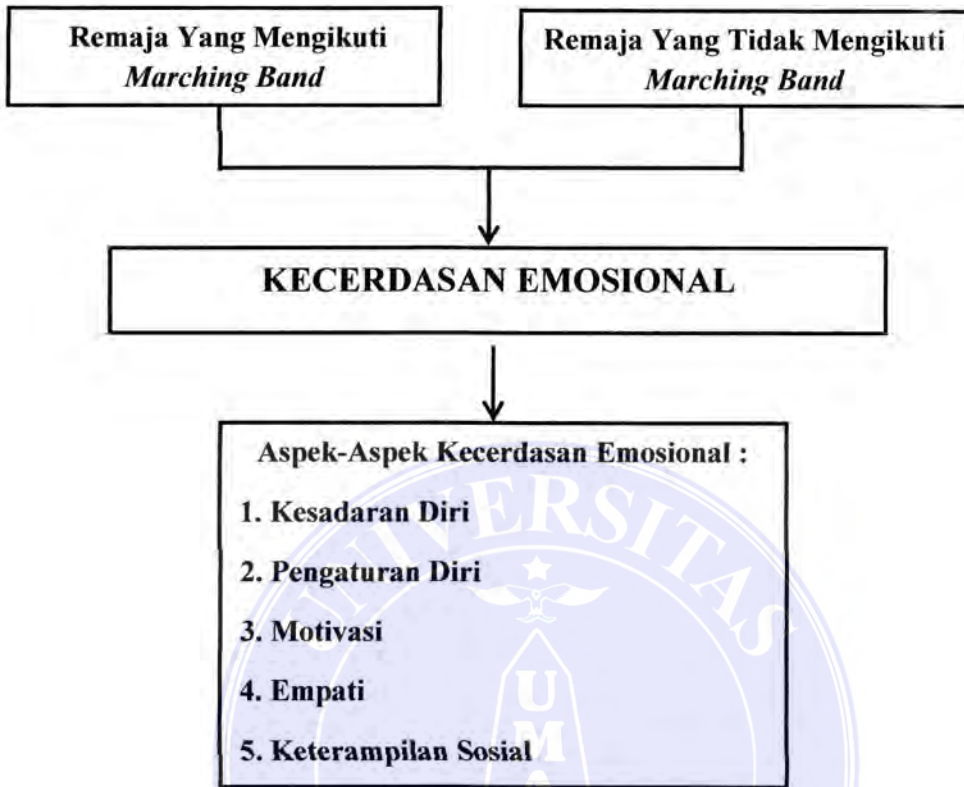 Remaja Yang Mengikuti
Marching Band
Remaja Yang Tidak Mengikuti
Marching Band
KECERDASAN EMOSIONAL
Aspek-Aspek Kecerdasan Emosional :
1. Kesadaran Diri
2. Pengaturan Diri
3. Motivasi
4. Empati
5. Keterampilan Sosial
UNIVERSITAS
U
M
A